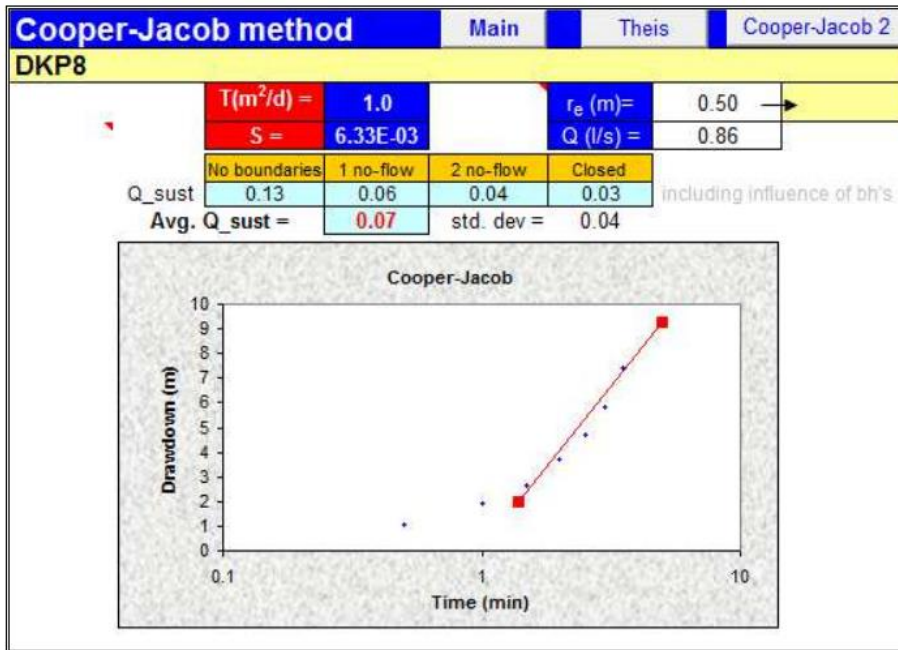 Cooper-Jacob method Main Theis Cooper-Jacob 2
DKP8
T(m²/d) = 1.0 rₑ (m)= 0.50
S = 6.33E-03 Q (l/s) = 0.86
No boundaries 1 no-flow 2 no-flow Closed
Q_sust 0.13 0.06 0.04 0.03 including influence of bh's
Avg. Q_sust = 0.07 std. dev = 0.04
Cooper-Jacob
10
9
8
7
6
5
4
3
2
1
0
Drawdown (m)
0.1 1 10
Time (min)